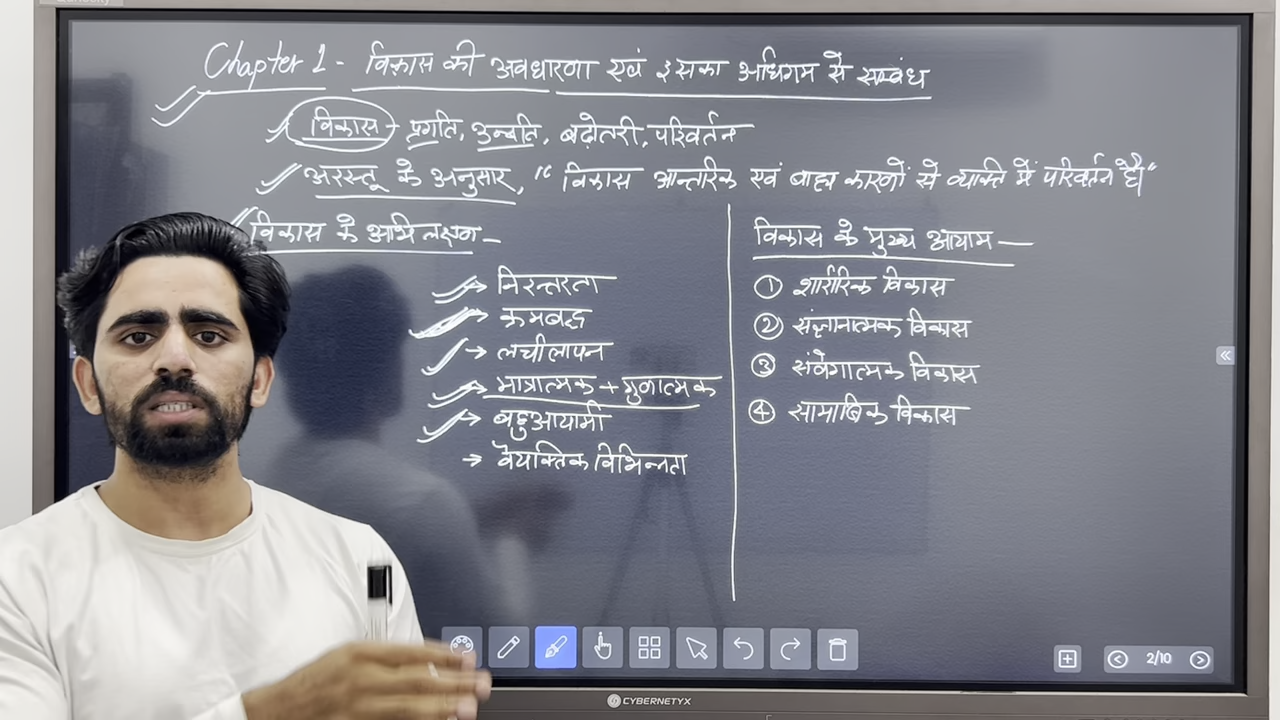 Chapter 1 - विकास की अवधारणा एवं इसका अधिगम से सम्बंध
विकास - प्रगति, उन्नति, बढ़ोतरी, परिवर्तन
अरस्तू के अनुसार, "विकास आन्तरिक एवं बाह्य कारणों से व्यक्ति में परिवर्तन है"
विकास के अभिलक्षण -
→ निरन्तरता
→ क्रमबद्ध
→ लचीलापन
→ मात्रात्मक + गुणात्मक
→ बहुआयामी
→ वैयक्तिक विभिन्नता
विकास के मुख्य आयाम -
① शारीरिक विकास
② संज्ञानात्मक विकास
③ संवेगात्मक विकास
④ सामाजिक विकास
2/10
CYBERNETYX